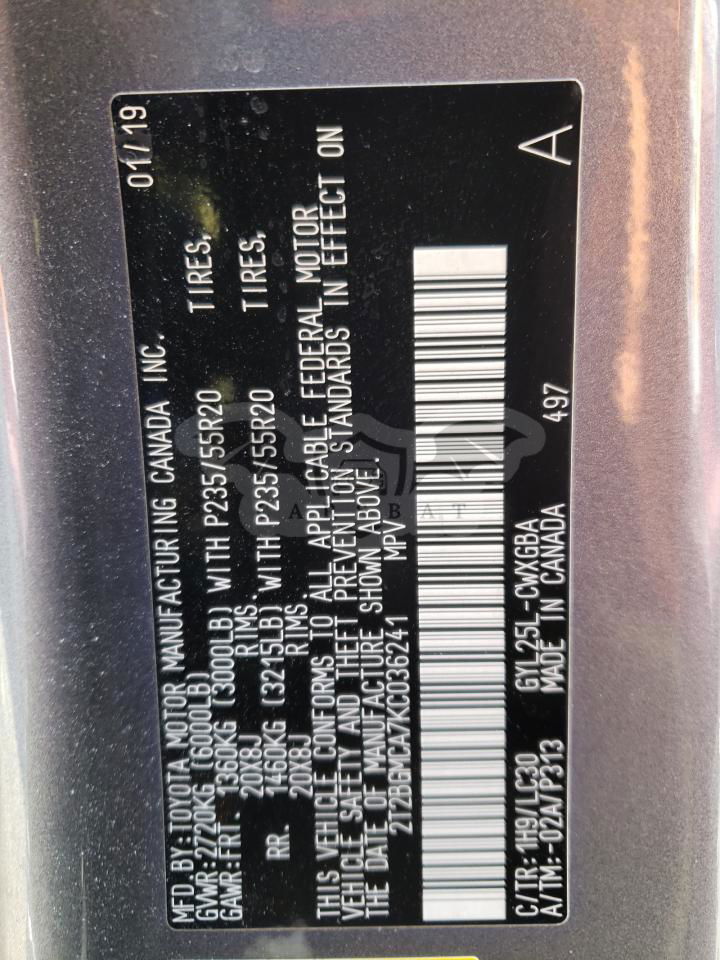 MFD.BY:TOYOTA MOTOR MANUFACTURING CANADA INC. 01/19
GVWR:2720KG (6000LB)
GAWR:FRT. 1360KG (3000LB) WITH P235/55R20 TIRES,
20X8J RIMS
RR. 1460KG (3215LB) WITH P235/55R20 TIRES,
20X8J RIMS.
THIS VEHICLE CONFORMS TO ALL APPLICABLE FEDERAL MOTOR
VEHICLE SAFETY AND THEFT PREVENTION STANDARDS IN EFFECT ON
THE DATE OF MANUFACTURE SHOWN ABOVE.
2T2BGMCA7KC036241 MPV
C/TR:1H9/LC30 GYL25L-CWXGBA
A/TM:-02A/P313 MADE IN CANADA 497 A